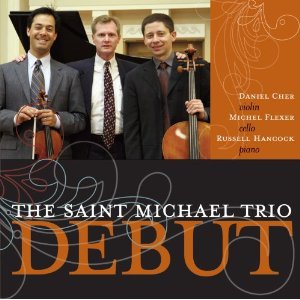 DANIEL CHER
violin
MICHEL FLEXER
cello
RUSSELL HANCOCK
piano
THE SAINT MICHAEL TRIO
DEBUT